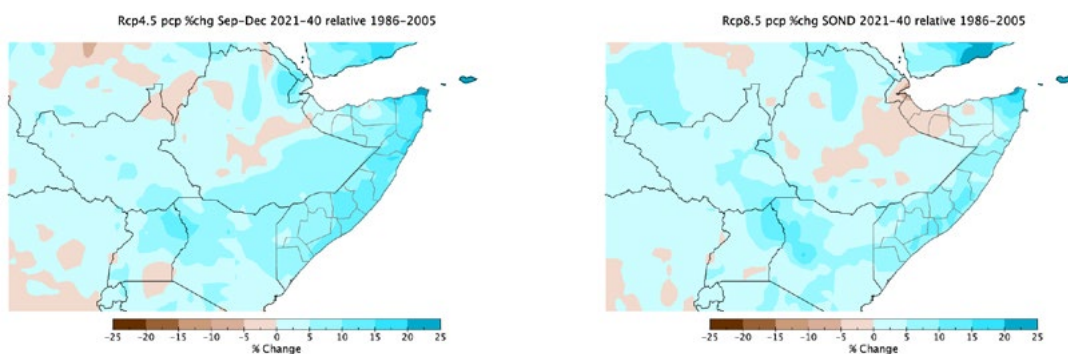 Rcp4.5 pcp %chg Sep-Dec 2021-40 relative 1986-2005
-25 -20 -15 -10 -5 0 5 10 15 20 25
% Change
Rcp8.5 pcp %chg SOND 2021-40 relative 1986-2005
-25 -20 -15 -10 -5 0 5 10 15 20 25
% Change